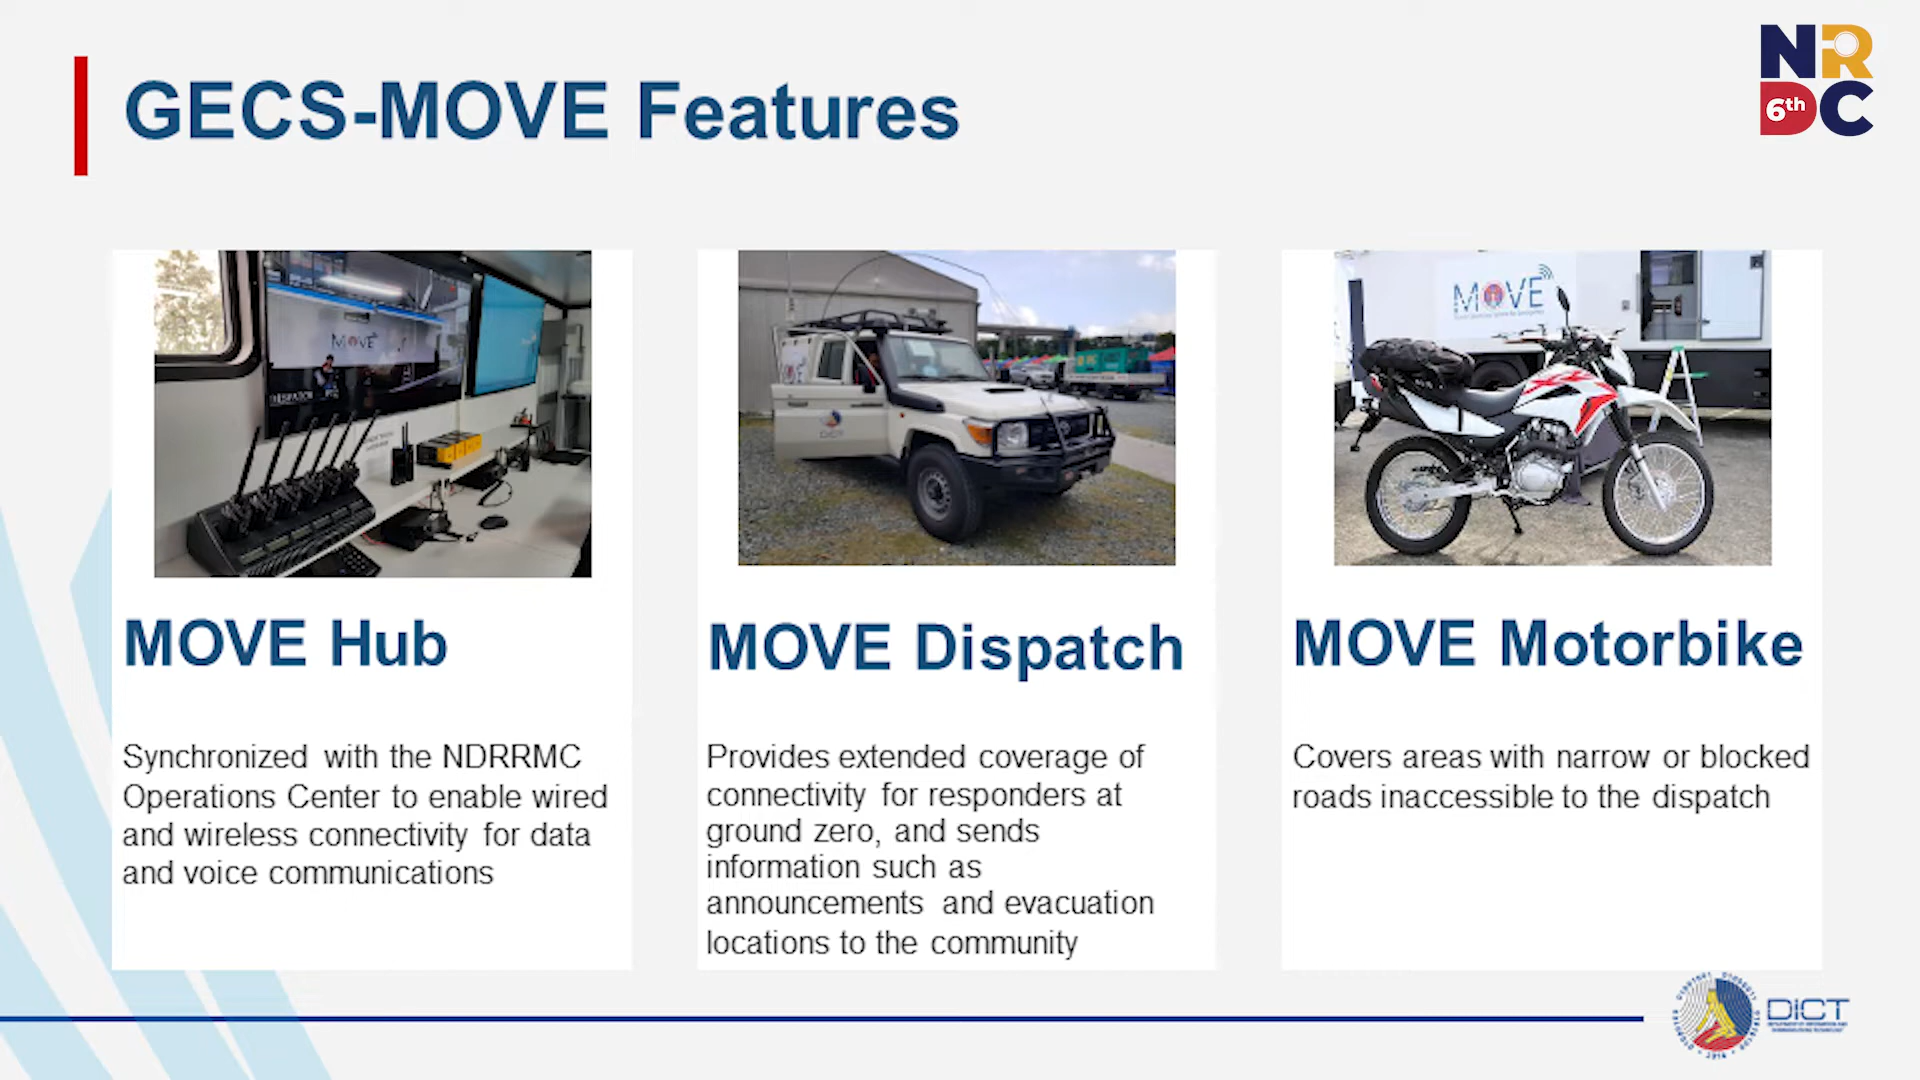 GECS-MOVE Features
NR
6th
DC
MOVE
DISPATCH
MOVE Hub
Synchronized with the NDRRMC
Operations Center to enable wired
and wireless connectivity for data
and voice communications
DICT
MOVE Dispatch
Provides extended coverage of
connectivity for responders at
ground zero, and sends
information such as
announcements and evacuation
locations to the community
MOVE
MOVE Motorbike
Covers areas with narrow or blocked
roads inaccessible to the dispatch
DICT